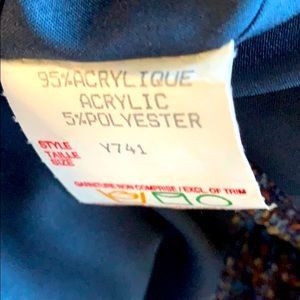 95%ACRYLIQUE
ACRYLIC
5%POLYESTER
STYLE Y741
TAILLE
SIZE
GARNITURE NON COMPRISE / EXCL. OF TRIM